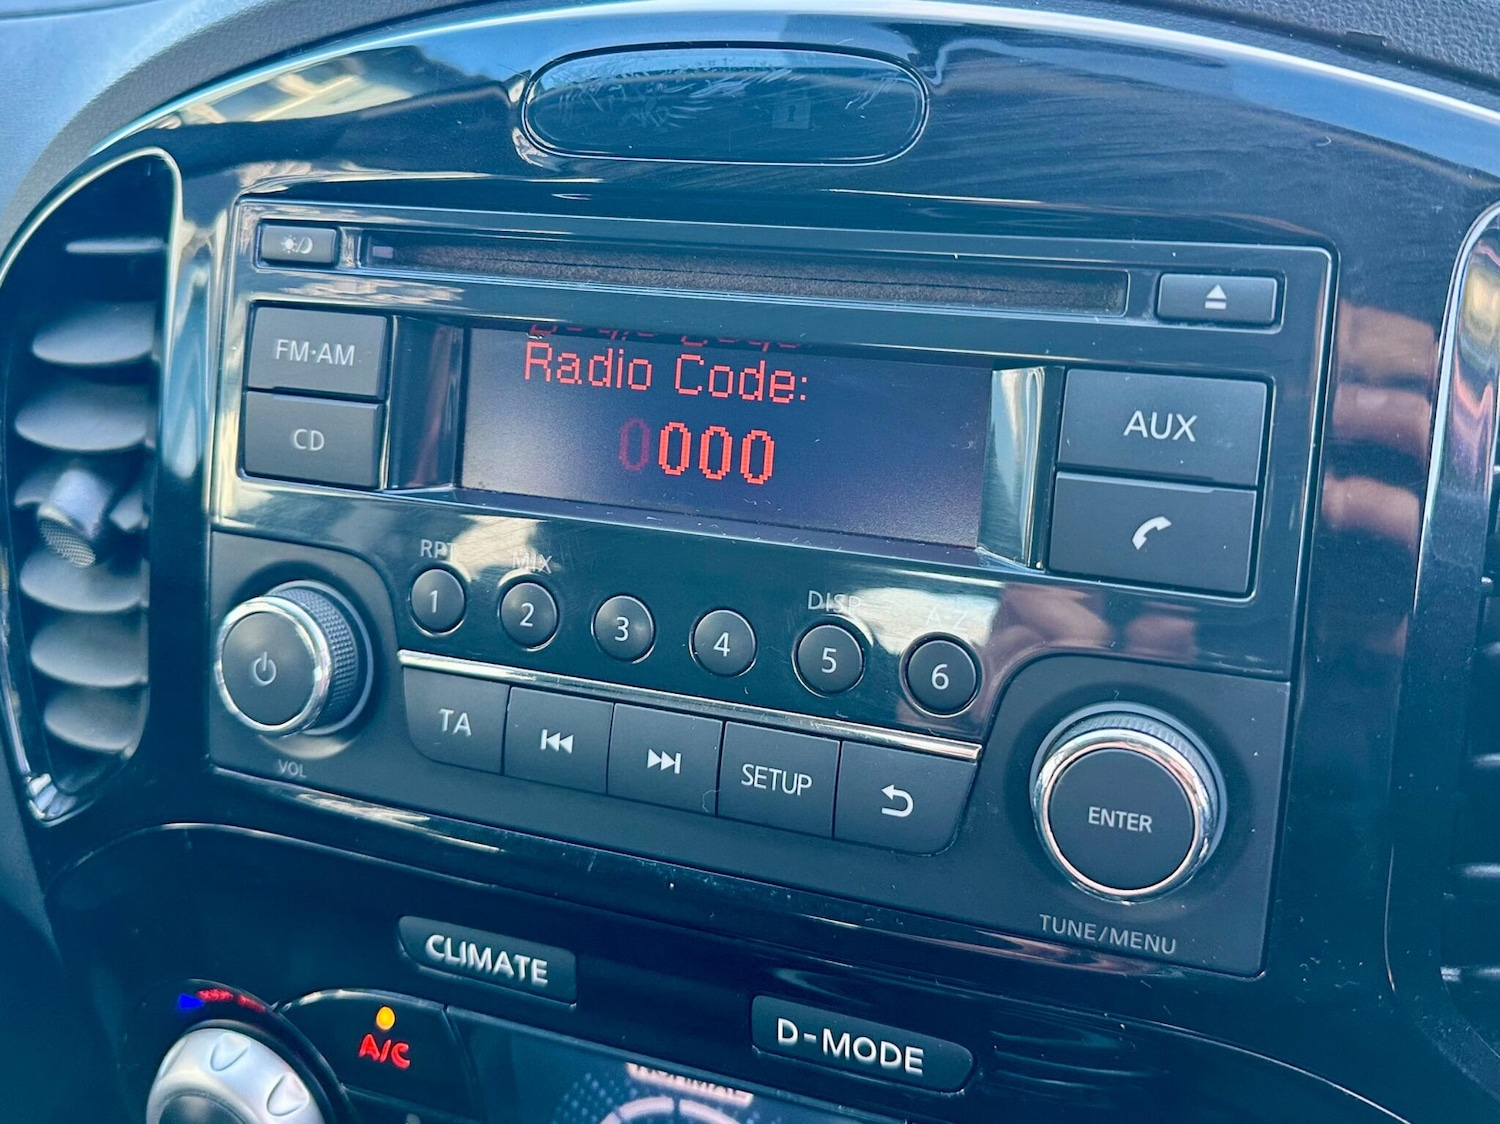 FM·AM
CD
Radio Code:
0000
AUX
RPT
MIX
DISP
A-Z
1
2
3
4
5
6
VOL
TA
SETUP
ENTER
TUNE/MENU
CLIMATE
D-MODE
A/C